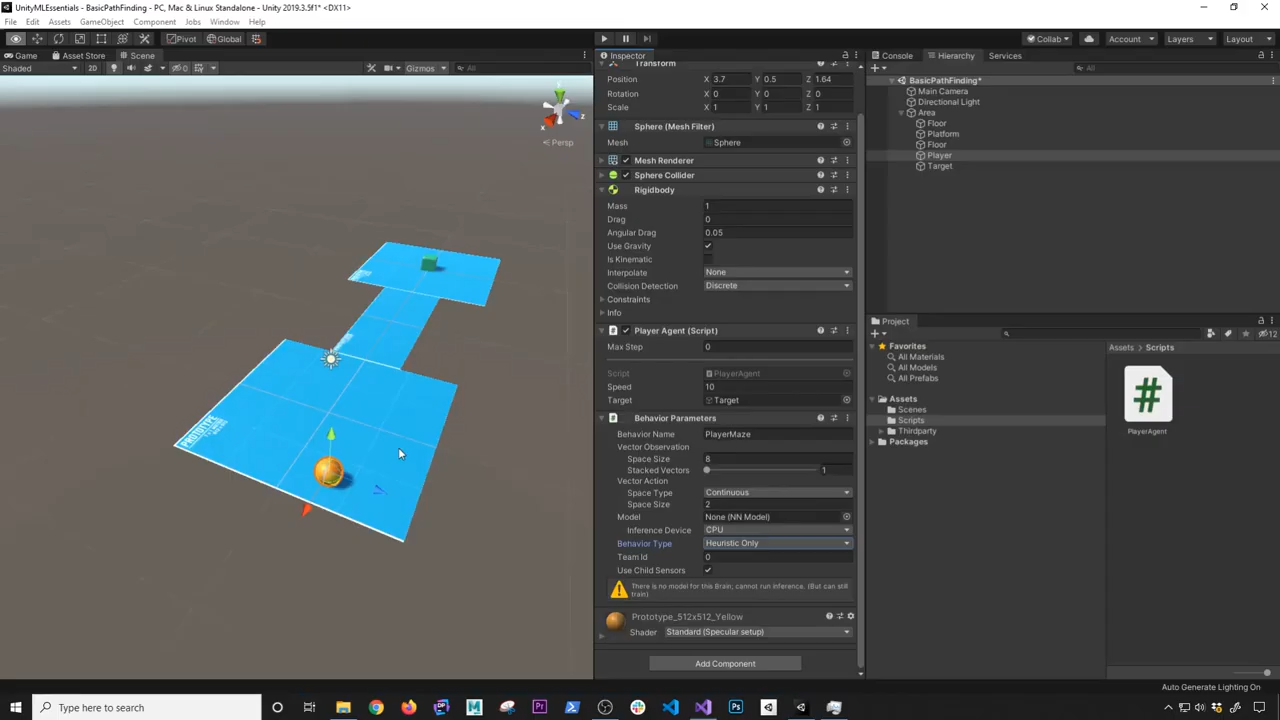 UnityMLEssentials - BasicPathFinding - PC, Mac & Linux Standalone - Unity 2019.3.5f1* <DX11>
File Edit Assets GameObject Component Jobs Window Help
Pivot Global Collab Account Layers Layout
Game Asset Store Scene
Shaded 2D 0 Gizmos All
Persp
PROTOTYPE
Inspector
Transform
Position X 3.7 Y 0.5 Z 1.64
Rotation X 0 Y 0 Z 0
Scale X 1 Y 1 Z 1
Sphere (Mesh Filter)
Mesh Sphere
Mesh Renderer
Sphere Collider
Rigidbody
Mass 1
Drag 0
Angular Drag 0.05
Use Gravity
Is Kinematic
Interpolate None
Collision Detection Discrete
Constraints
Info
Player Agent (Script)
Max Step 0
Script PlayerAgent
Speed 10
Target Target
Behavior Parameters
Behavior Name PlayerMaze
Vector Observation
Space Size 8
Stacked Vectors 1
Vector Action
Space Type Continuous
Space Size 2
Model None (NN Model)
Inference Device CPU
Behavior Type Heuristic Only
Team Id 0
Use Child Sensors
There is no model for this Brain; cannot run inference. (But can still
train)
Prototype_512x512_Yellow
Shader Standard (Specular setup)
Add Component
Console Hierarchy Services
All
BasicPathFinding*
Main Camera
Directional Light
Area
Floor
Platform
Floor
Player
Target
Project
12
Favorites
All Materials
All Models
All Prefabs
Assets
Scenes
Scripts
Thirdparty
Packages
Assets Scripts
#
PlayerAgent
Auto Generate Lighting On
Type here to search